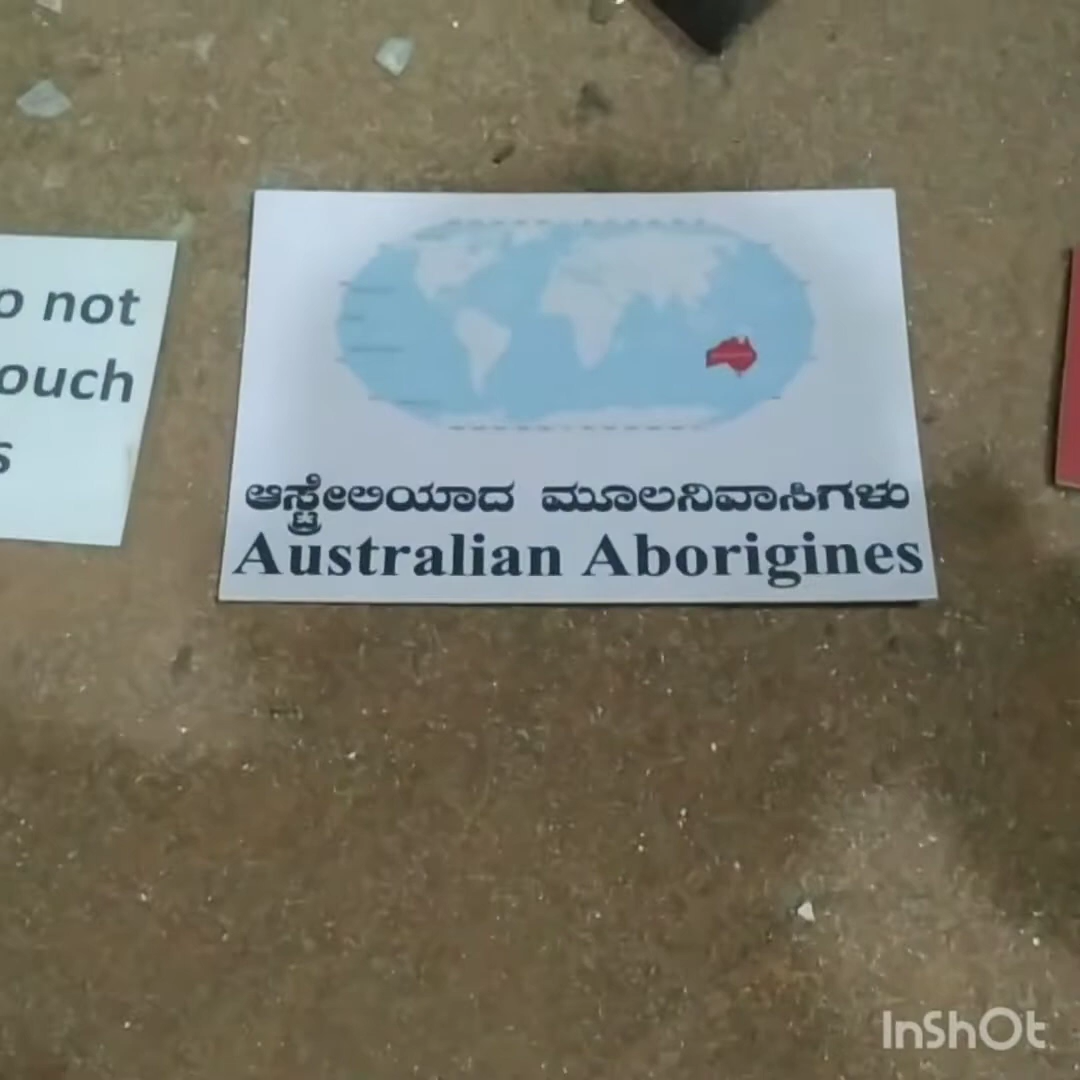 not
ouch
ಆಸ್ಟ್ರೇಲಿಯಾದ ಮೂಲನಿವಾಸಿಗಳು
Australian Aborigines
InShOt